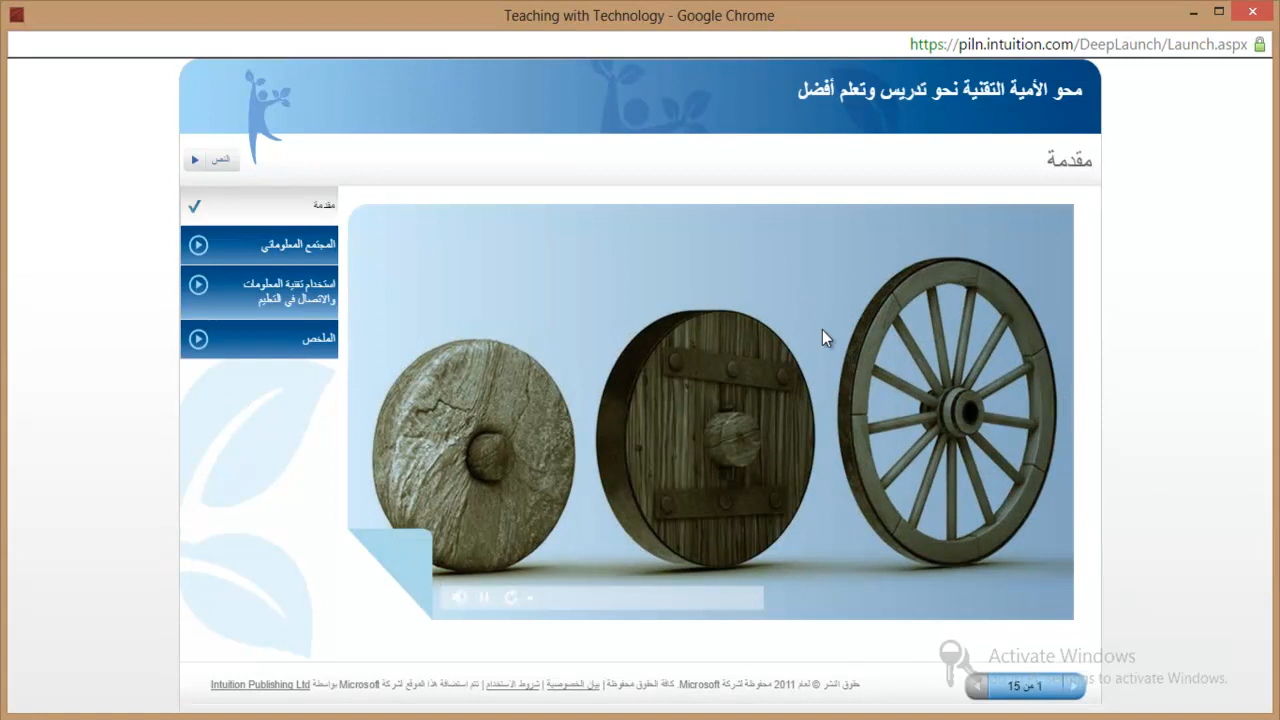 Teaching with Technology - Google Chrome
https://piln.intuition.com/DeepLaunch/Launch.aspx
محو الأمية التقنية نحو تدريس وتعلم أفضل
مقدمة
النص
مقدمة
المجتمع المعلوماتي
استخدام تقنية المعلومات
والاتصال في التعليم
الملخص
Activate Windows
to activate Windows.
حقوق النشر © لعام 2011 محفوظة لشركة Microsoft. كافة الحقوق محفوظة | بيان الخصوصية | شروط الاستخدام | تتم استضافة هذا الموقع لشركة Microsoft بواسطة Intuition Publishing Ltd
1 من 15